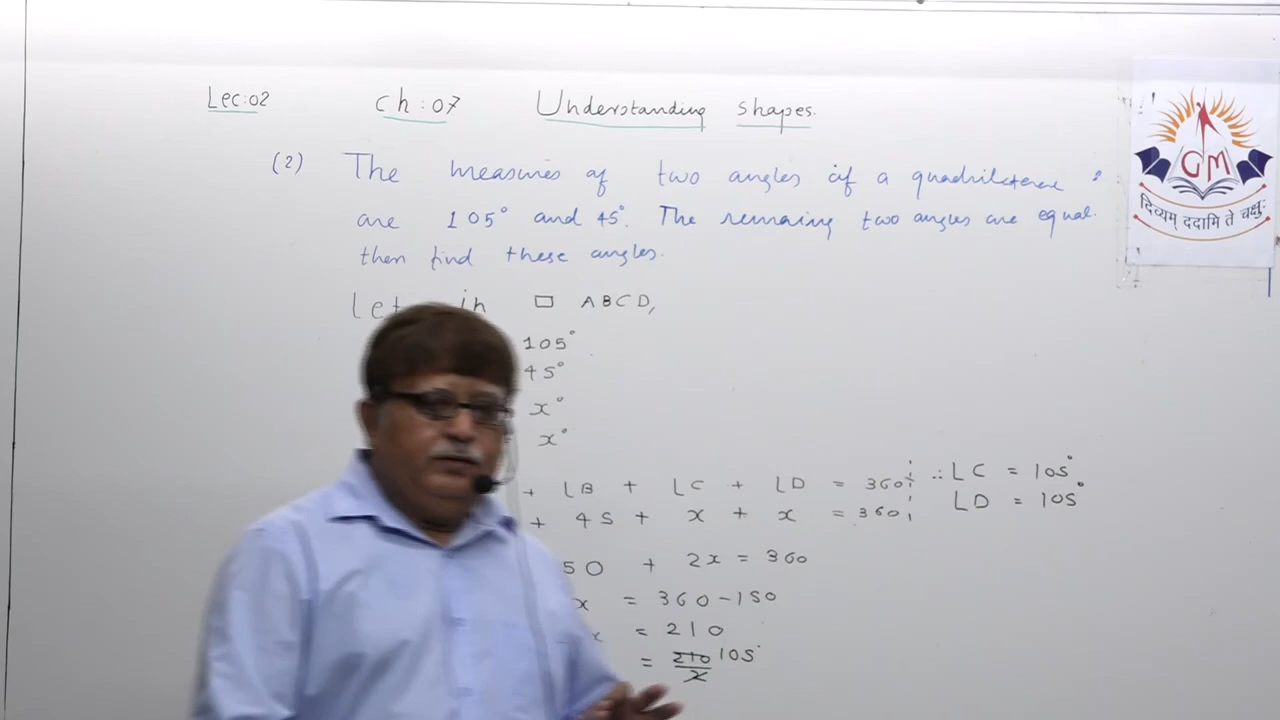 Lec:02 Ch:07 Understanding shapes.
(2) The measures of two angles of a quadrilateral
are 105° and 45°. The remaining two angles are equal.
then find these angles.
Let in □ ABCD,
105°
45°
x°
x°
+ ∠B + ∠C + ∠D = 360
+ 45 + x + x = 360
50 + 2x = 360
x = 360-150
x = 210
= 210/2 105°
∴ ∠C = 105°
∠D = 105°
GM
दिव्यम् ददामि ते चक्षुः